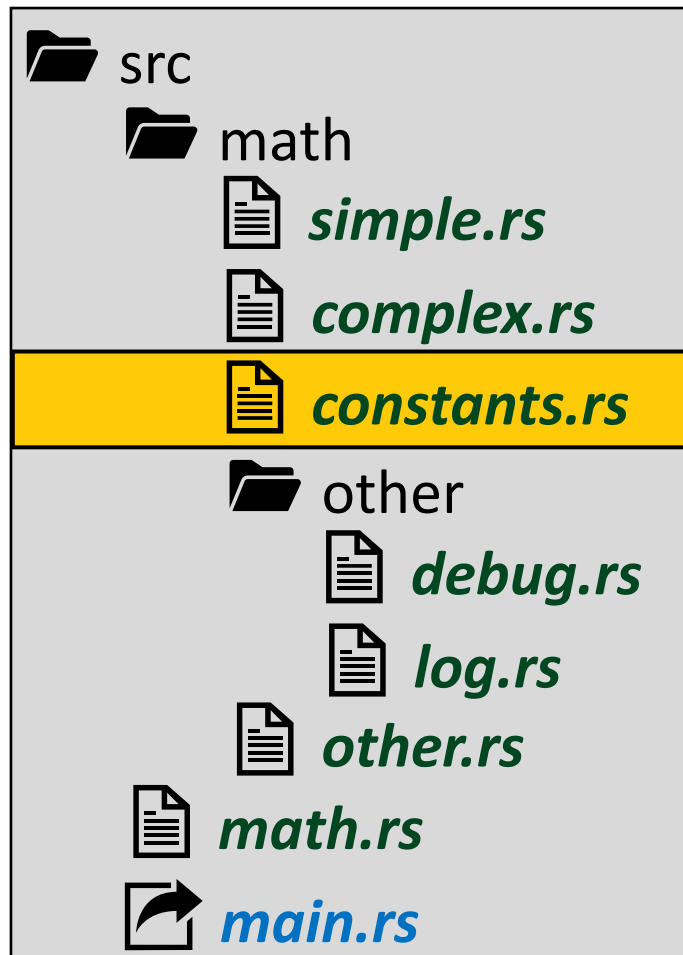 src
math
simple.rs
complex.rs
constants.rs
other
debug.rs
log.rs
other.rs
math.rs
main.rs